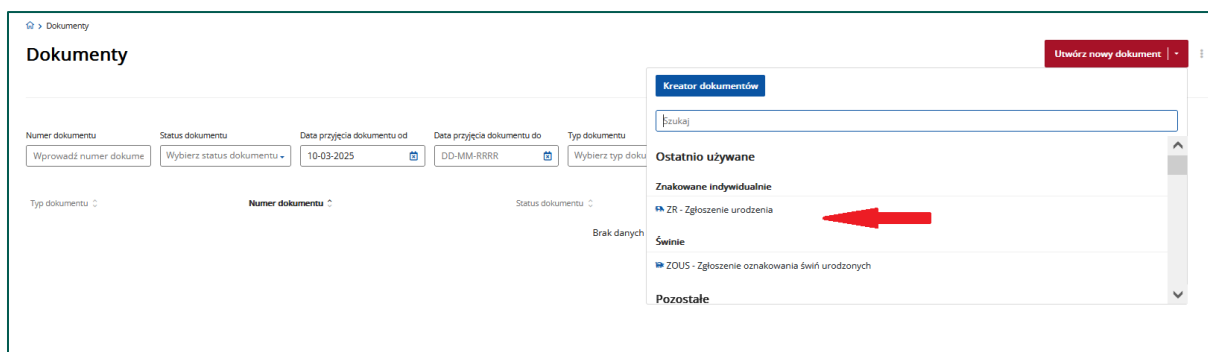 > Dokumenty
Dokumenty
Utwórz nowy dokument
Kreator dokumentów
Szukaj
Numer dokumentu
Status dokumentu
Data przyjęcia dokumentu od
Data przyjęcia dokumentu do
Typ dokumentu
Wprowadź numer dokume
Wybierz status dokumentu
10-03-2025
DD-MM-RRRR
Wybierz typ doku
Ostatnio używane
Znakowane indywidualnie
Typ dokumentu
Numer dokumentu
Status dokumentu
ZR - Zgłoszenie urodzenia
Brak danych
Świnie
ZOUS - Zgłoszenie oznakowania świń urodzonych
Pozostałe